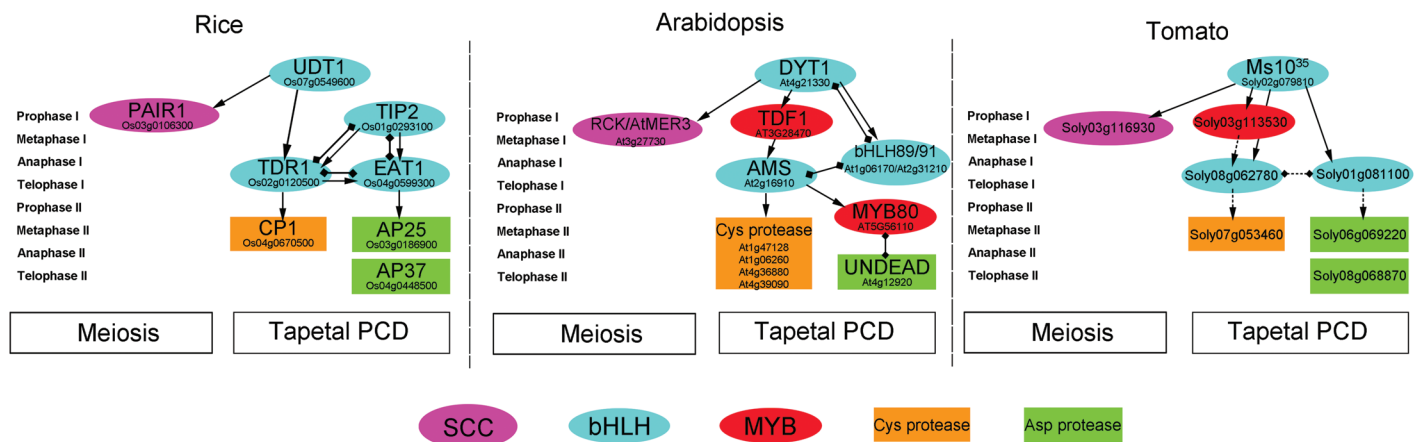 Rice
UDT1
Os07g0549600
PAIR1
Os03g0106300
TIP2
Os01g0293100
TDR1
Os02g0120500
EAT1
Os04g0599300
CP1
Os04g0670500
AP25
Os03g0186900
AP37
Os04g0448500
Prophase I
Metaphase I
Anaphase I
Telophase I
Prophase II
Metaphase II
Anaphase II
Telophase II
Meiosis
Tapetal PCD
Arabidopsis
DYT1
At4g21330
RCK/AtMER3
At3g27730
TDF1
AT3G28470
bHLH89/91
At1g06170/At2g31210
AMS
At2g16910
MYB80
AT5G56110
Cys protease
At1g47128
At1g06260
At4g36880
At4g39090
UNDEAD
At4g12920
Prophase I
Metaphase I
Anaphase I
Telophase I
Prophase II
Metaphase II
Anaphase II
Telophase II
Meiosis
Tapetal PCD
Tomato
Ms10³⁵
Soly02g079810
Soly03g116930
Soly03g113530
Soly08g062780
Soly01g081100
Soly07g053460
Soly06g069220
Soly08g068870
Prophase I
Metaphase I
Anaphase I
Telophase I
Prophase II
Metaphase II
Anaphase II
Telophase II
Meiosis
Tapetal PCD
SCC
bHLH
MYB
Cys protease
Asp protease